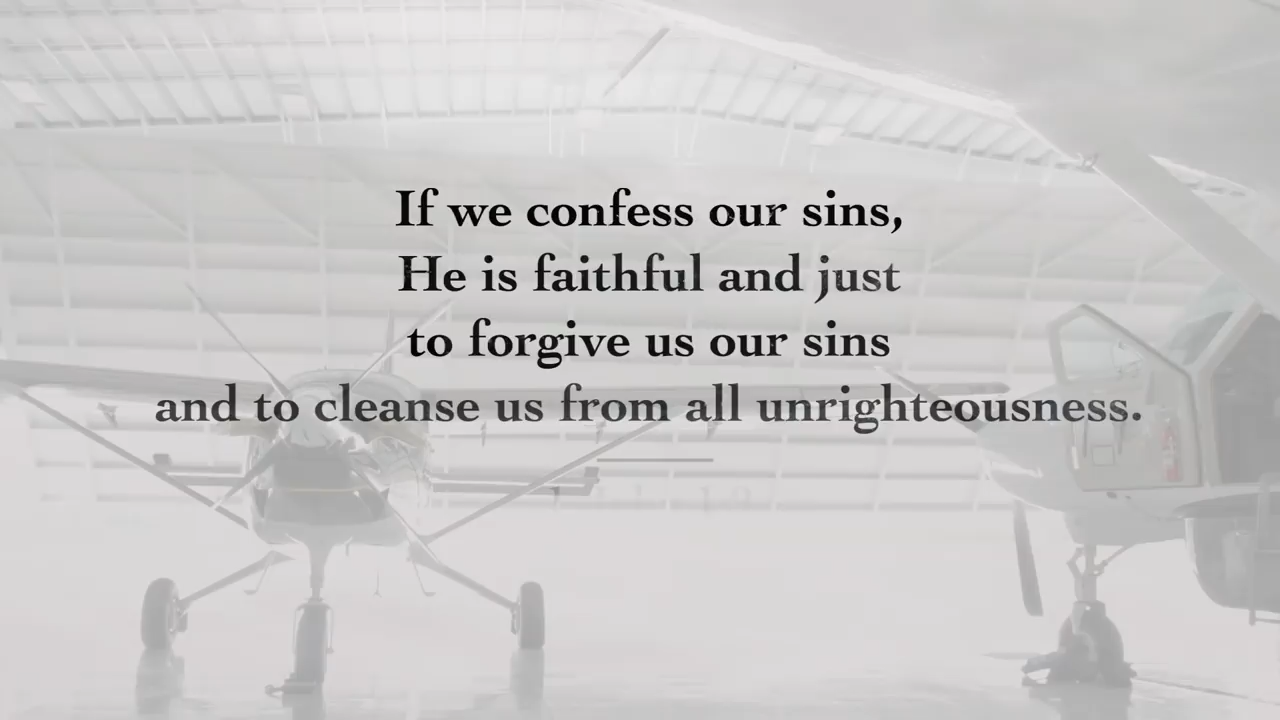 If we confess our sins,
He is faithful and just
to forgive us our sins
and to cleanse us from all unrighteousness.